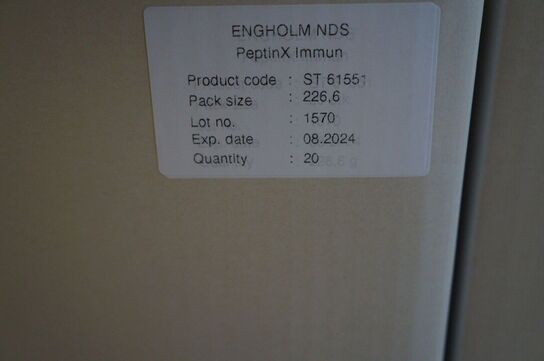 ENGHOLM NDS
PeptinX Immun
Product code : ST 61551
Pack size : 226,6
Lot no. : 1570
Exp. date : 08.2024
Quantity : 20